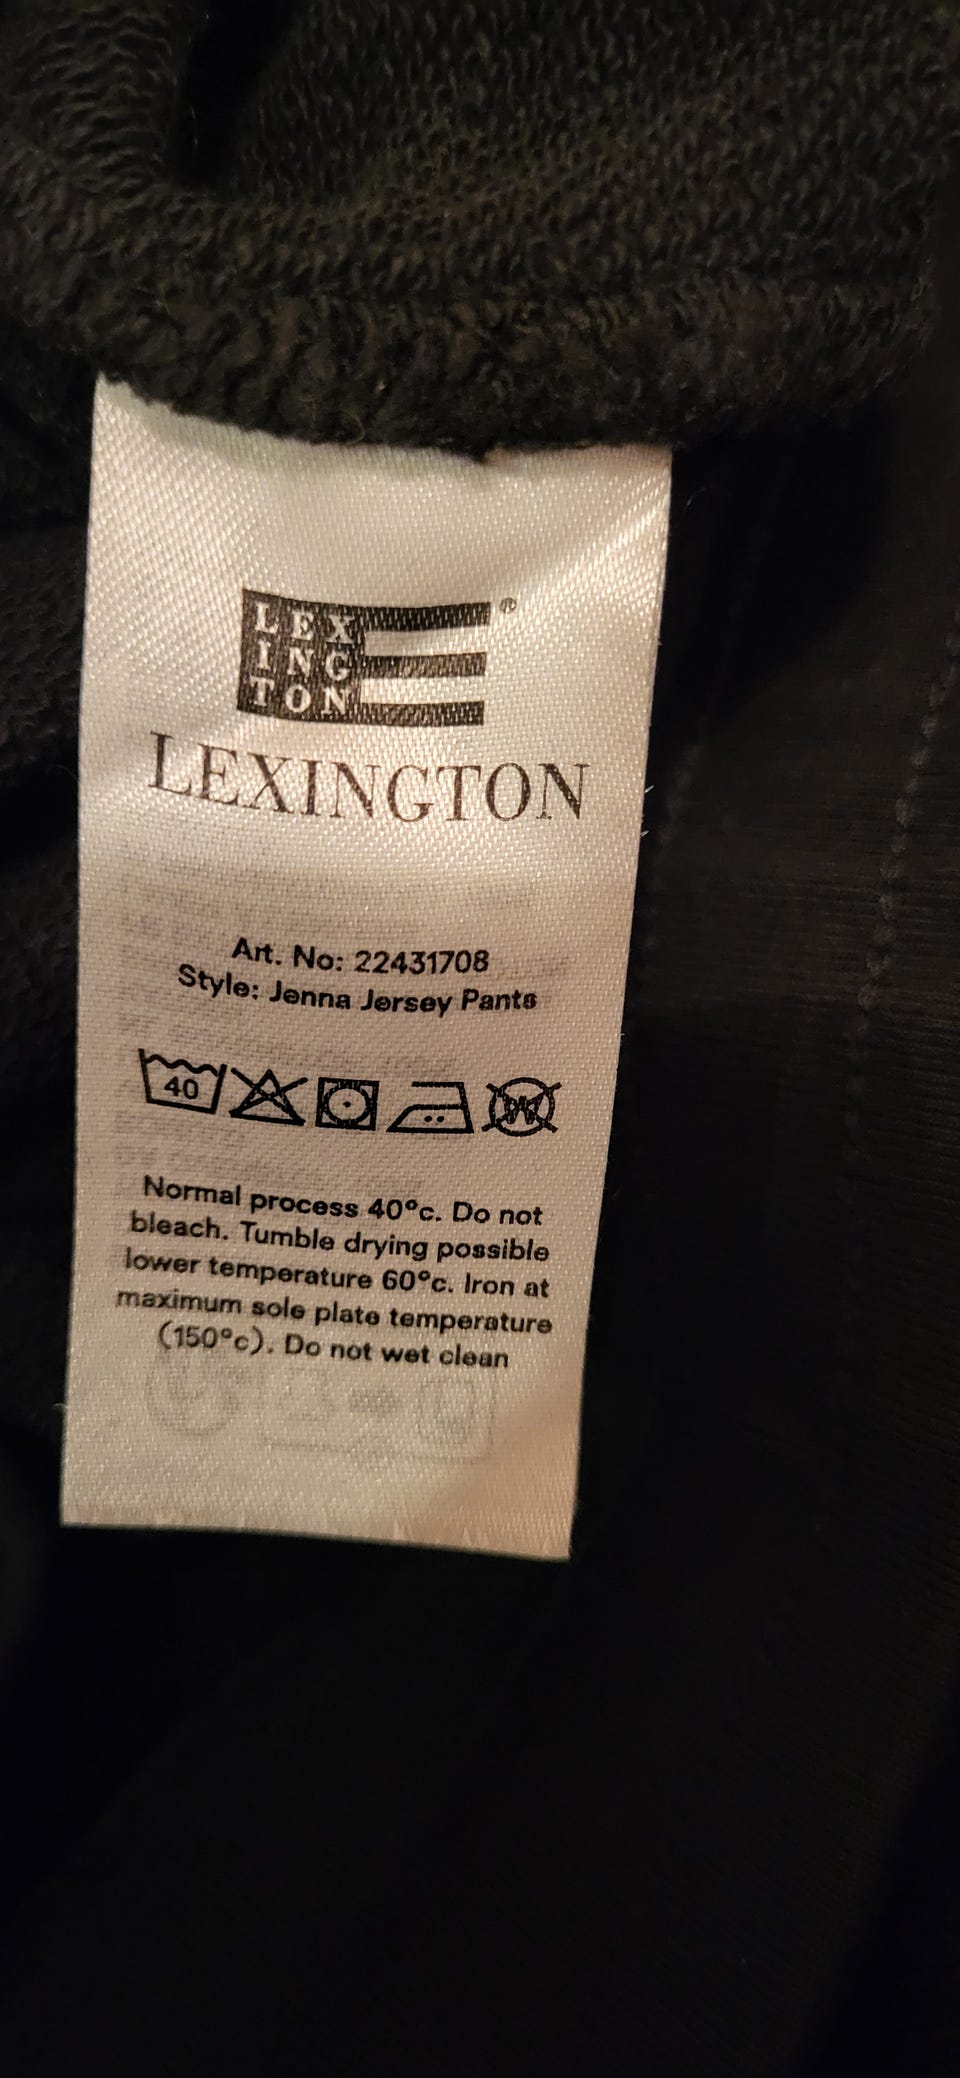 LEX
ING
TON
®
LEXINGTON
Art. No: 22431708
Style: Jenna Jersey Pants
40
W
Normal process 40°c. Do not
bleach. Tumble drying possible
lower temperature 60°c. Iron at
maximum sole plate temperature
(150°c). Do not wet clean